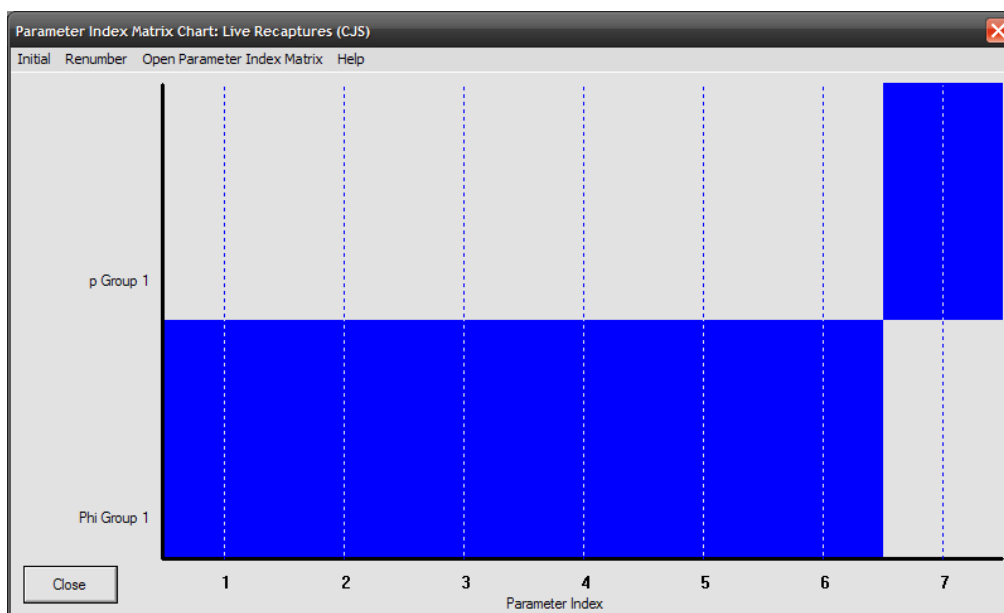 Parameter Index Matrix Chart: Live Recaptures (CJS)
Initial Renumber Open Parameter Index Matrix Help
p Group 1
Phi Group 1
Close
1 2 3 4 5 6 7
Parameter Index